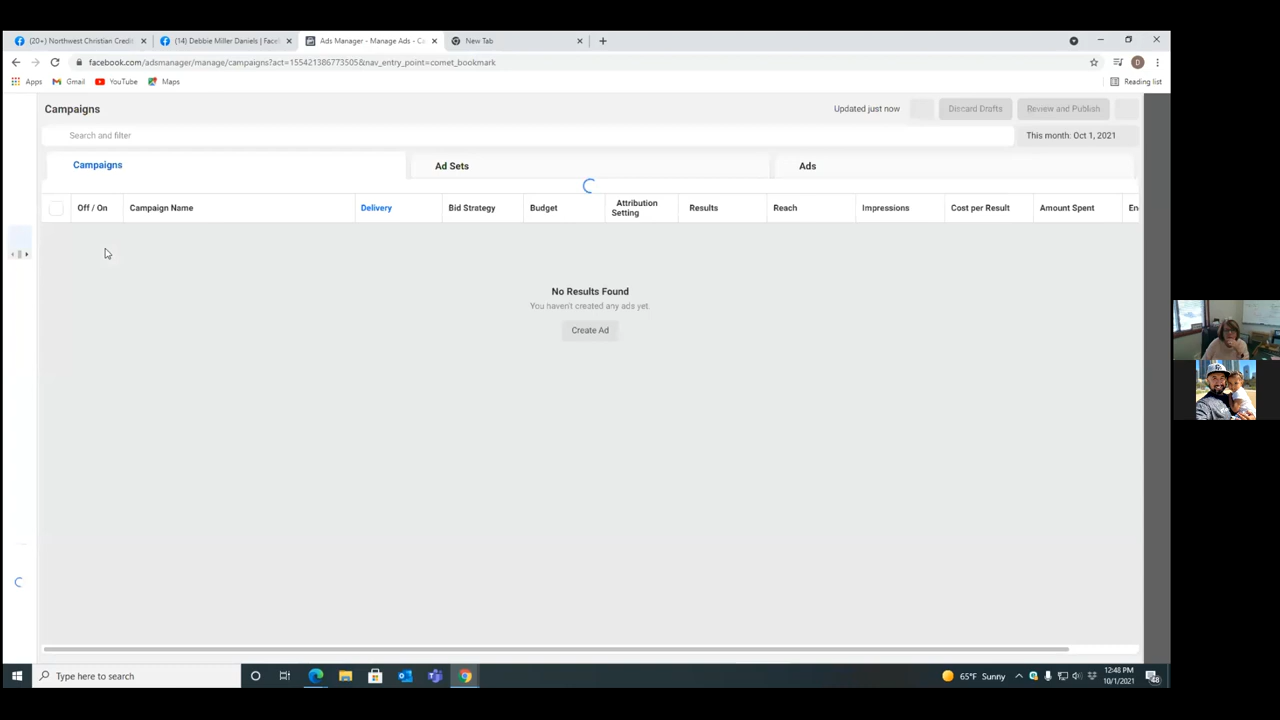 (20+) Northwest Christian Credit
(14) Debbie Miller Daniels | Face
Ads Manager - Manage Ads - C
New Tab
facebook.com/adsmanager/manage/campaigns?act=155421386773505&nav_entry_point=comet_bookmark
D
Apps
Gmail
YouTube
Maps
Reading list
Campaigns
Updated just now
Discard Drafts
Review and Publish
Search and filter
This month: Oct 1, 2021
Campaigns
Ad Sets
Ads
Off / On
Campaign Name
Delivery
Bid Strategy
Budget
Attribution
Setting
Results
Reach
Impressions
Cost per Result
Amount Spent
En
No Results Found
You haven't created any ads yet.
Create Ad
Type here to search
65°F Sunny
12:48 PM
10/1/2021
48